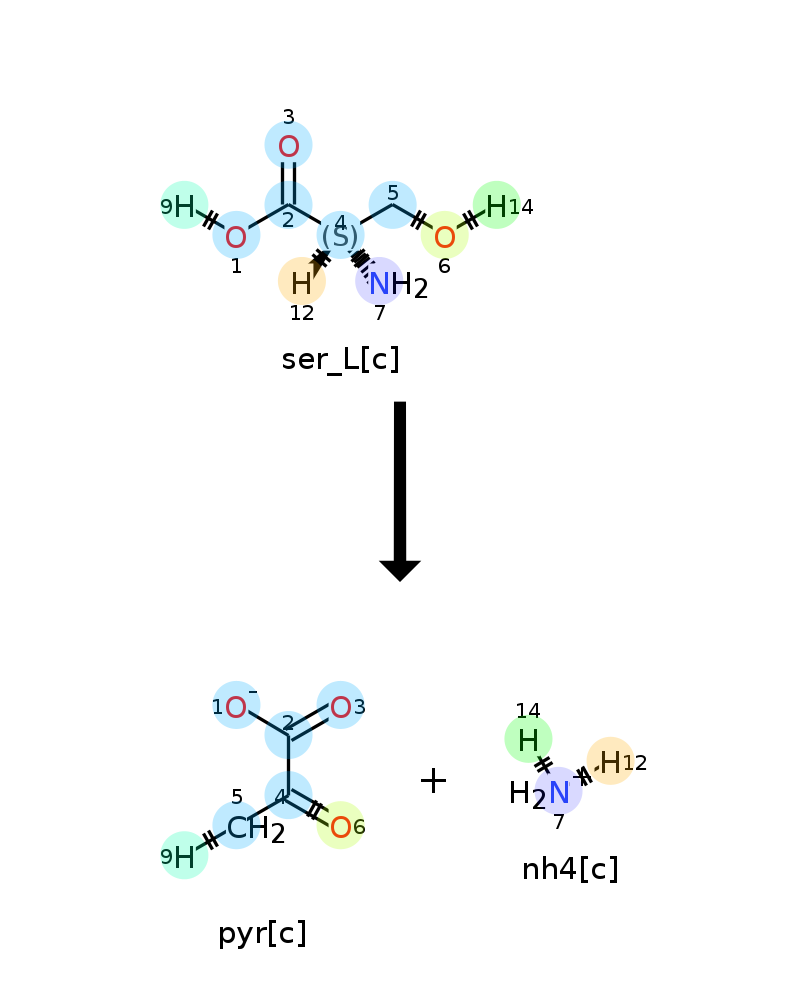 3
O
9H
5
H14
2
4
O
(S)
O
1
6
H
NH2
12
7
ser_L[c]
1O-
2
O3
14
H
H12
5
4
+
H2N+
9H
CH2
O6
7
nh4[c]
pyr[c]